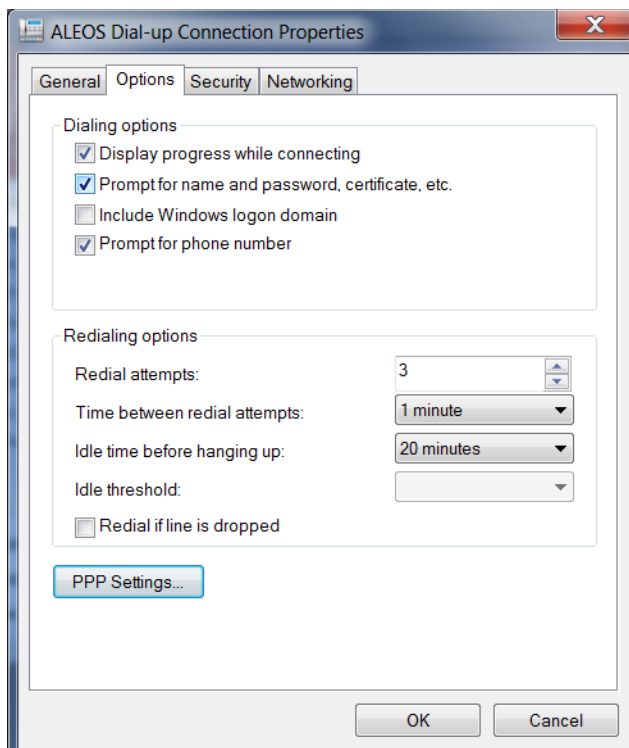 ALEOS Dial-up Connection Properties
General Options Security Networking
Dialing options
Display progress while connecting
Prompt for name and password, certificate, etc.
Include Windows logon domain
Prompt for phone number
Redialing options
Redial attempts: 3
Time between redial attempts: 1 minute
Idle time before hanging up: 20 minutes
Idle threshold:
Redial if line is dropped
PPP Settings...
OK Cancel